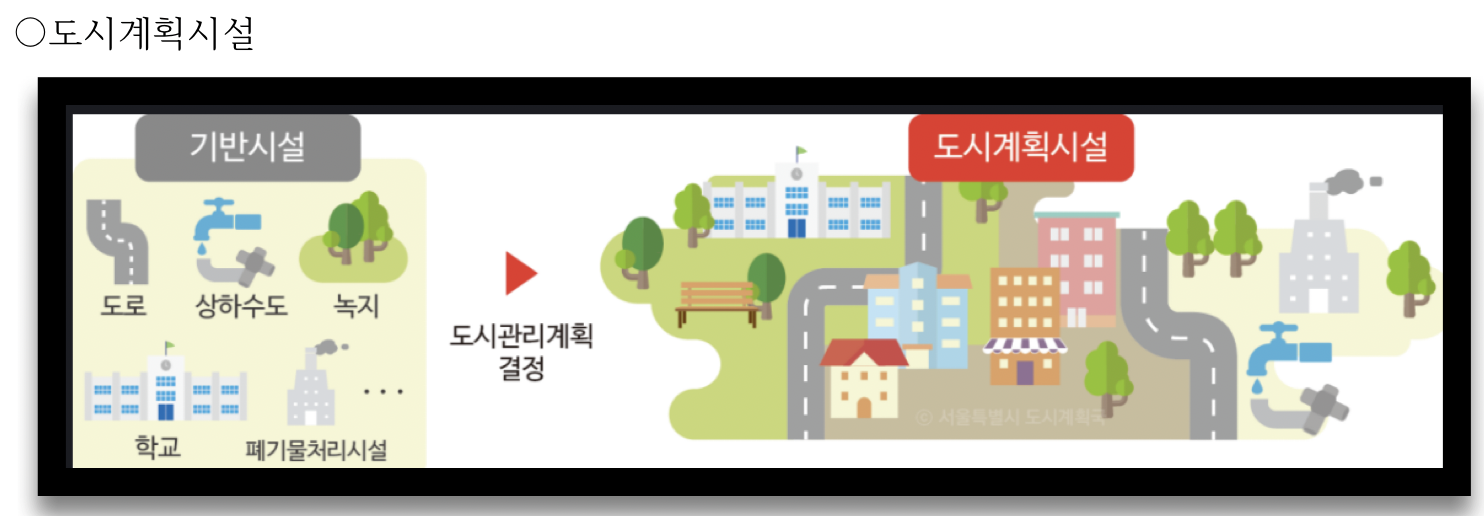 ○도시계획시설
기반시설
도로
상하수도
녹지
학교
폐기물처리시설
···
도시관리계획
결정
도시계획시설
ⓒ 서울특별시 도시계획국